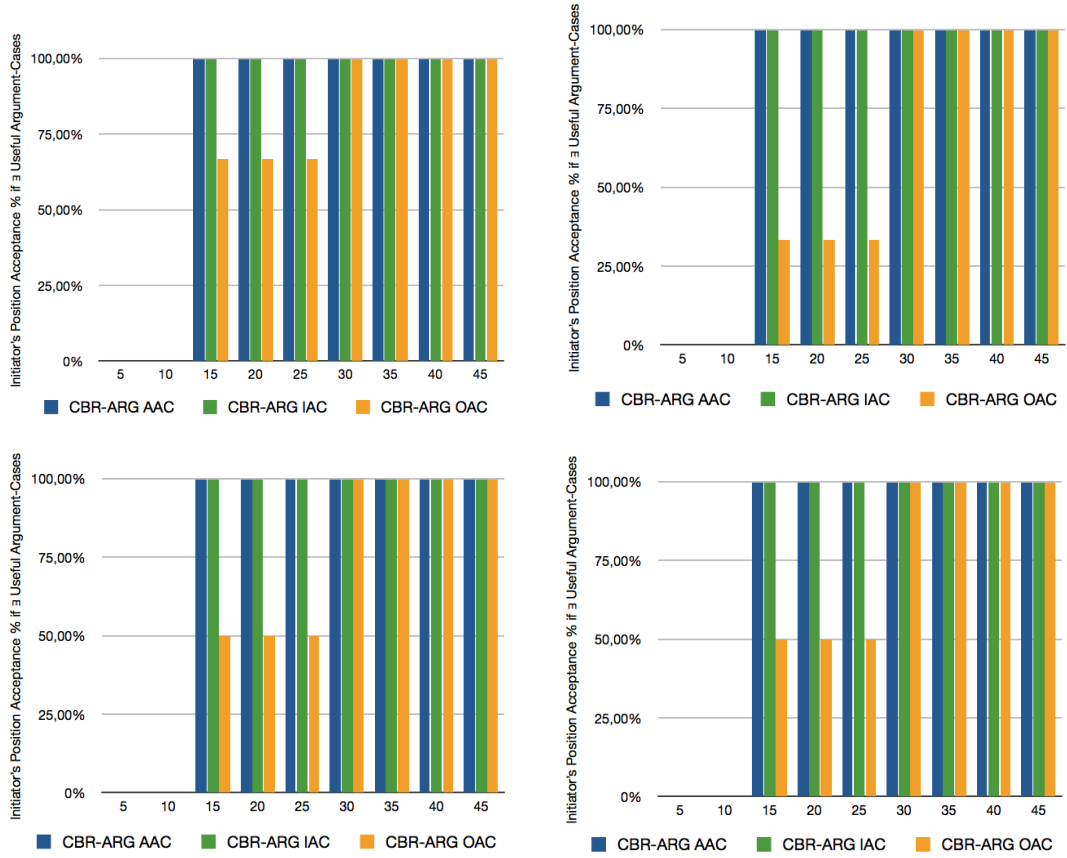 Initiator's Position Acceptance % if ∃ Useful Argument-Cases
100,00%
75,00%
50,00%
25,00%
0%
5 10 15 20 25 30 35 40 45
CBR-ARG AAC CBR-ARG IAC CBR-ARG OAC
Initiator's Position Acceptance % if ∃ Useful Argument-Cases
100,00%
75,00%
50,00%
25,00%
0%
5 10 15 20 25 30 35 40 45
CBR-ARG AAC CBR-ARG IAC CBR-ARG OAC
Initiator's Position Acceptance % if ∃ Useful Argument-Cases
100,00%
75,00%
50,00%
25,00%
0%
5 10 15 20 25 30 35 40 45
CBR-ARG AAC CBR-ARG IAC CBR-ARG OAC
Initiator's Position Acceptance % if ∃ Useful Argument-Cases
100,00%
75,00%
50,00%
25,00%
0%
5 10 15 20 25 30 35 40 45
CBR-ARG AAC CBR-ARG IAC CBR-ARG OAC